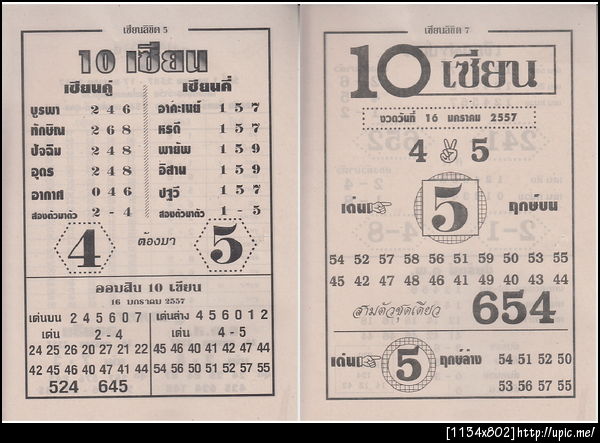 เซียนลิขิต 5
10 เซียน
เซียนคู่ เซียนคี่
บูรพา 2 4 6 อาคะเนย์ 1 5 7
ทักษิณ 2 6 8 หรดี 1 5 7
ปัจฉิม 2 4 8 พายัพ 1 5 9
อุดร 2 4 8 อิสาน 1 5 9
อากาศ 0 4 6 ปฐวี 1 5 7
สองตัวมาตัว 2 - 4 สองตัวมาตัว 1 - 5
4 ต้องมา 5
ออมสิน 10 เซียน
16 มกราคม 2557
เด่นบน 2 4 5 6 0 7 เด่นล่าง 4 5 6 0 1 2
เด่น 2 - 4 เด่น 4 - 5
24 25 26 20 27 21 22 45 46 40 41 42 47 44
42 45 46 40 47 41 44 54 56 50 51 52 57 55
524 645
เซียนลิขิต 7
10 เซียน
งวดวันที่ 16 มกราคม 2557
4 5
เด่น 5 ฤกษ์บน
54 52 57 58 56 50 51 59 50 53 55
45 42 47 48 46 41 49 40 43 44
สามตัวชุดเดียว 654
เด่น 5 ฤกษ์ล่าง 54 51 52 50
53 56 57 55
[1134x802]http://upic.me/